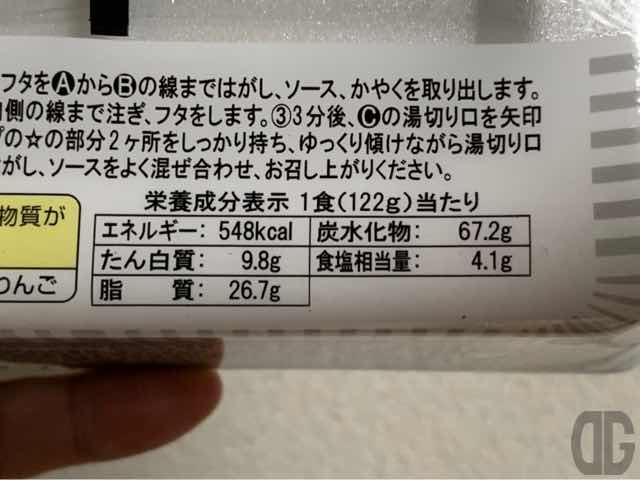 フタをAからBの線まではがし、ソース、かやくを取り出します。
側の線まで注ぎ、フタをします。③3分後、Cの湯切り口を矢印
の☆の部分2ヶ所をしっかり持ち、ゆっくり傾けながら湯切り口
がし、ソースをよく混ぜ合わせ、お召し上がりください。
物質が
りんご
栄養成分表示 1食(122g)当たり
エネルギー: 548kcal 炭水化物: 67.2g
たん白質: 9.8g 食塩相当量: 4.1g
脂 質: 26.7g
DG